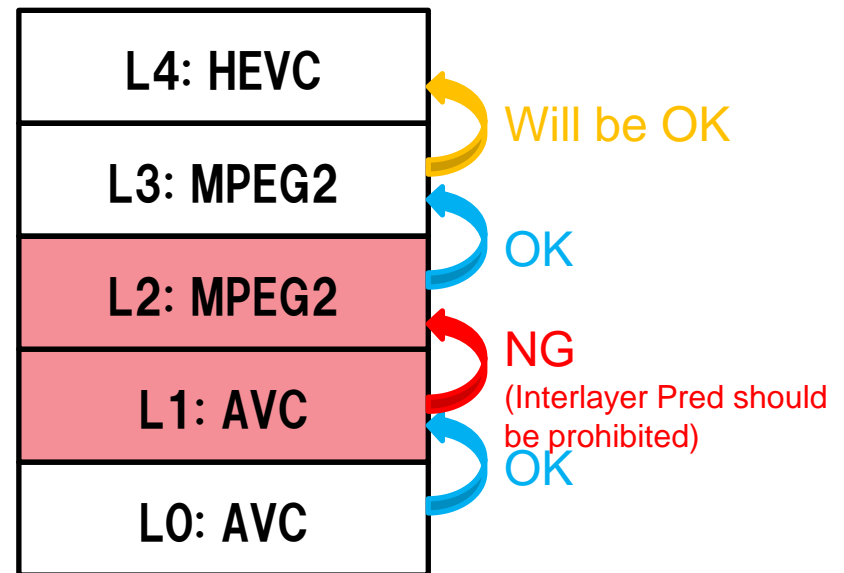 L4: HEVC
Will be OK
L3: MPEG2
OK
L2: MPEG2
NG
(Interlayer Pred should
be prohibited)
L1: AVC
OK
L0: AVC